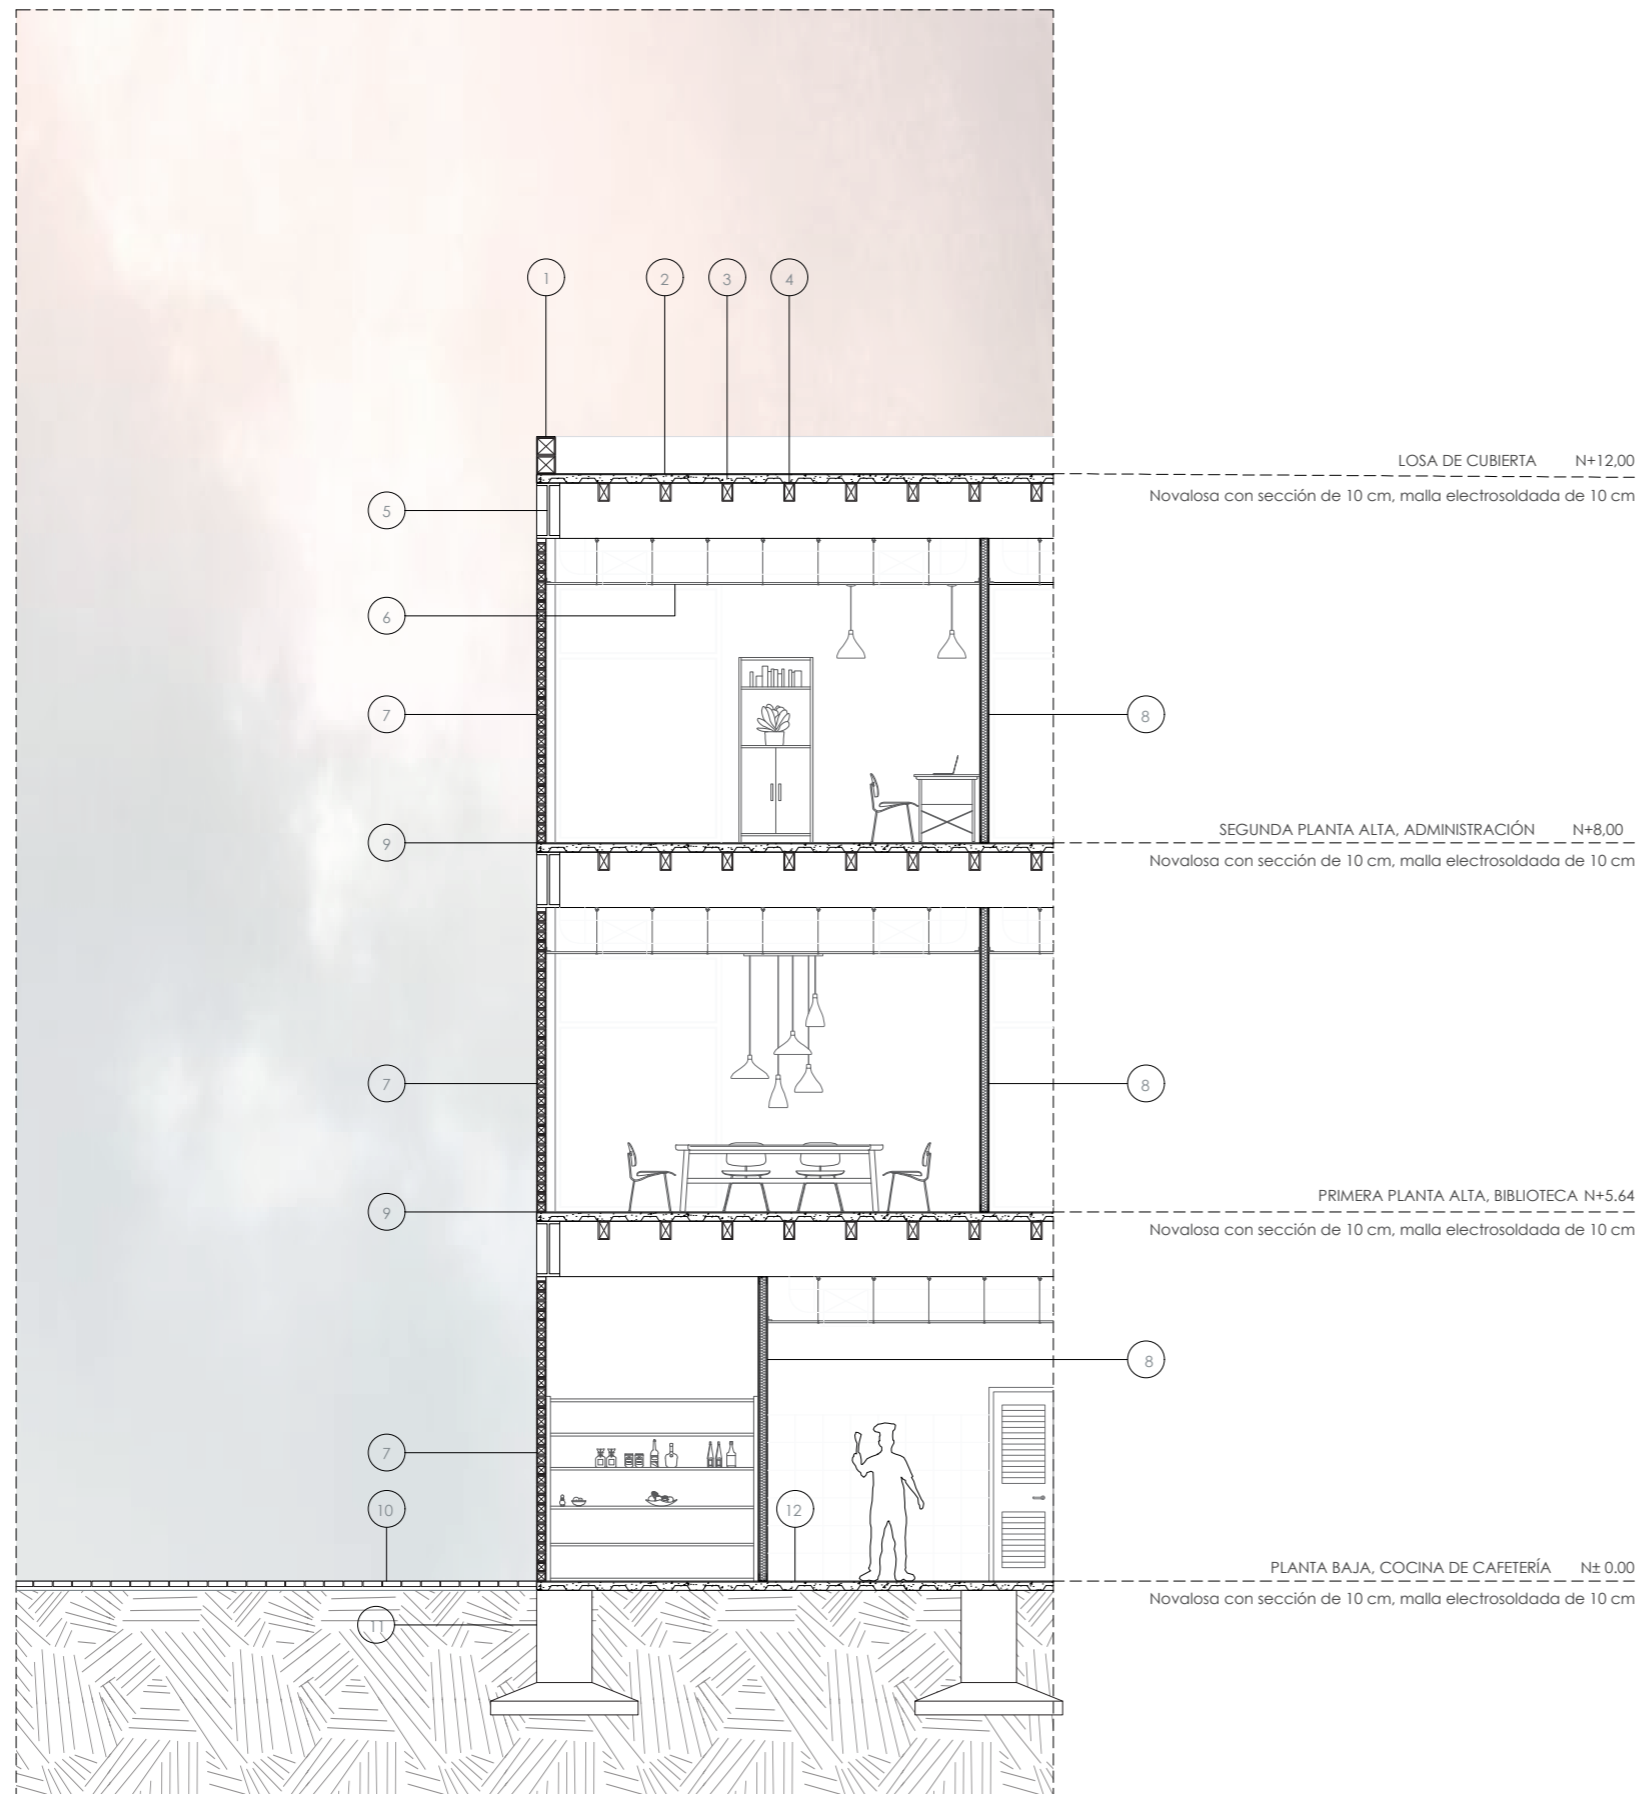 1 2 3 4
LOSA DE CUBIERTA N+12,00
Novalosa con sección de 10 cm, malla electrosoldada de 10 cm
5
6
7 8
SEGUNDA PLANTA ALTA, ADMINISTRACIÓN N+8,00
9
Novalosa con sección de 10 cm, malla electrosoldada de 10 cm
7 8
PRIMERA PLANTA ALTA, BIBLIOTECA N+5.64
9
Novalosa con sección de 10 cm, malla electrosoldada de 10 cm
8
7
10 12
PLANTA BAJA, COCINA DE CAFETERÍA N± 0.00
Novalosa con sección de 10 cm, malla electrosoldada de 10 cm
11